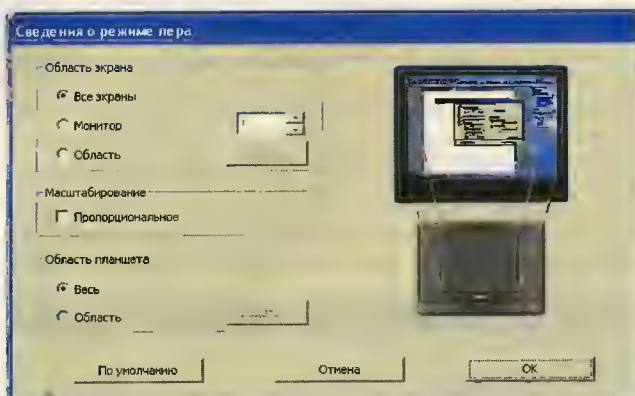 Сведения о режиме пера
Область экрана
Все экраны
Монитор
Область
Масштабирование
Пропорциональное
Область планшета
Весь
Область
По умолчанию Отмена OK